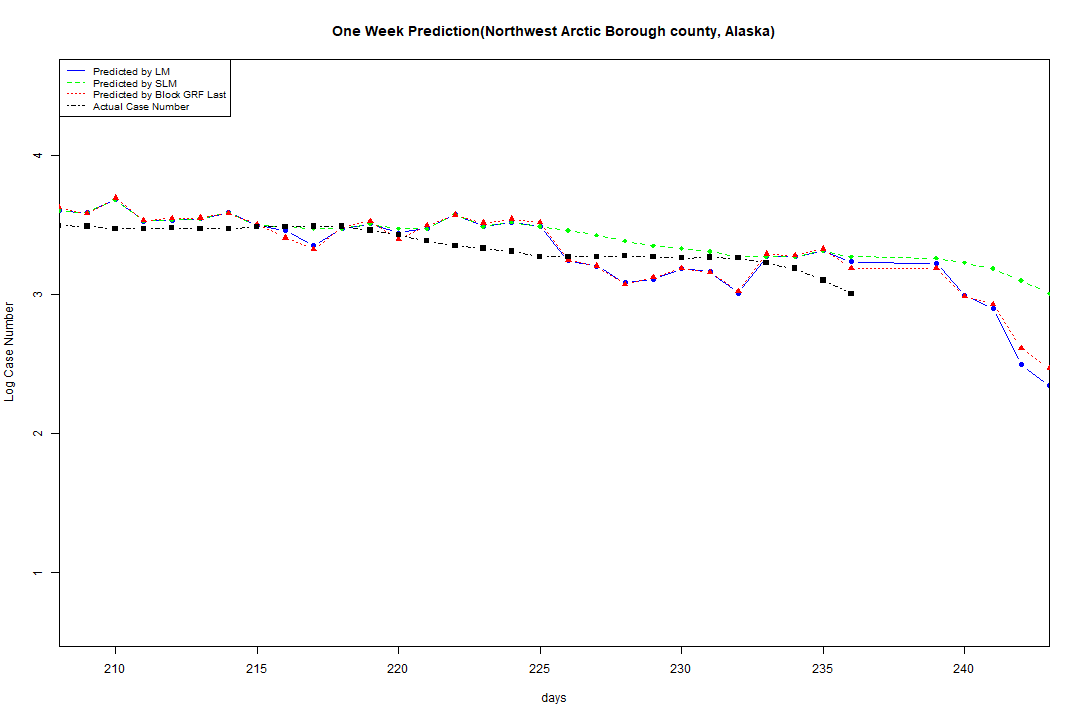 One Week Prediction(Northwest Arctic Borough county, Alaska)
Predicted by LM
Predicted by SLM
Predicted by Block GRF Last
Actual Case Number
4
3
2
1
Log Case Number
210 215 220 225 230 235 240
days